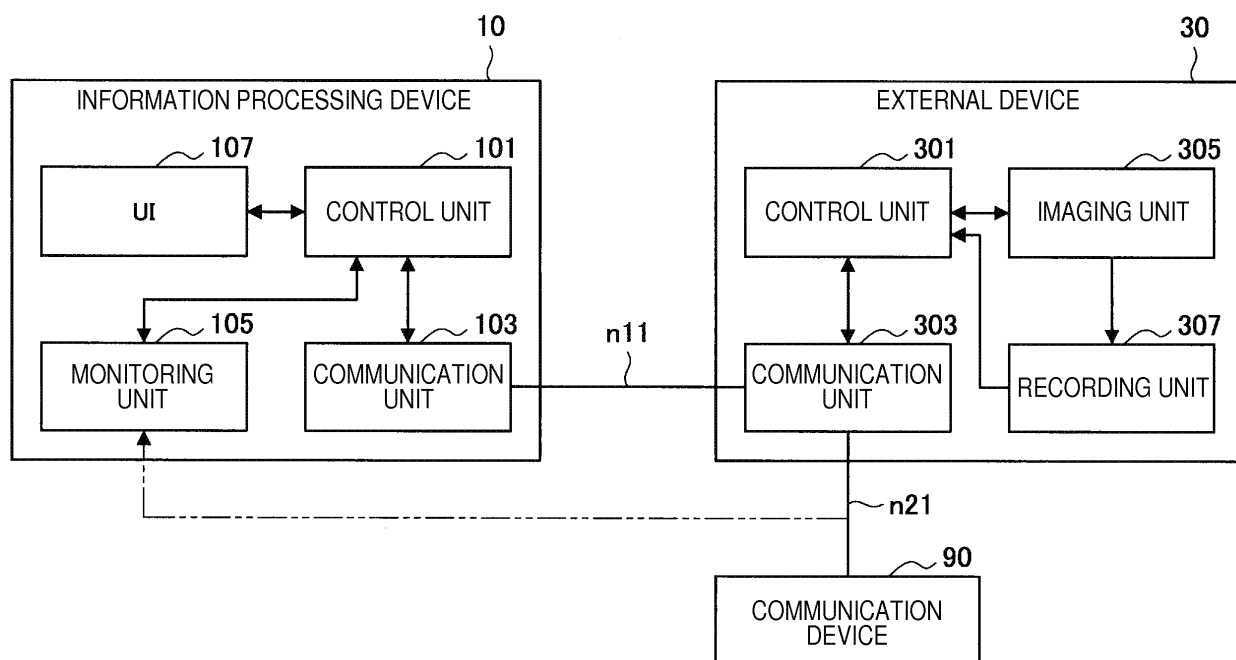 10
30
INFORMATION PROCESSING DEVICE
EXTERNAL DEVICE
107
101
301
305
UI
CONTROL UNIT
CONTROL UNIT
IMAGING UNIT
105
103
n11
303
307
MONITORING
UNIT
COMMUNICATION
UNIT
COMMUNICATION
UNIT
RECORDING UNIT
n21
90
COMMUNICATION
DEVICE